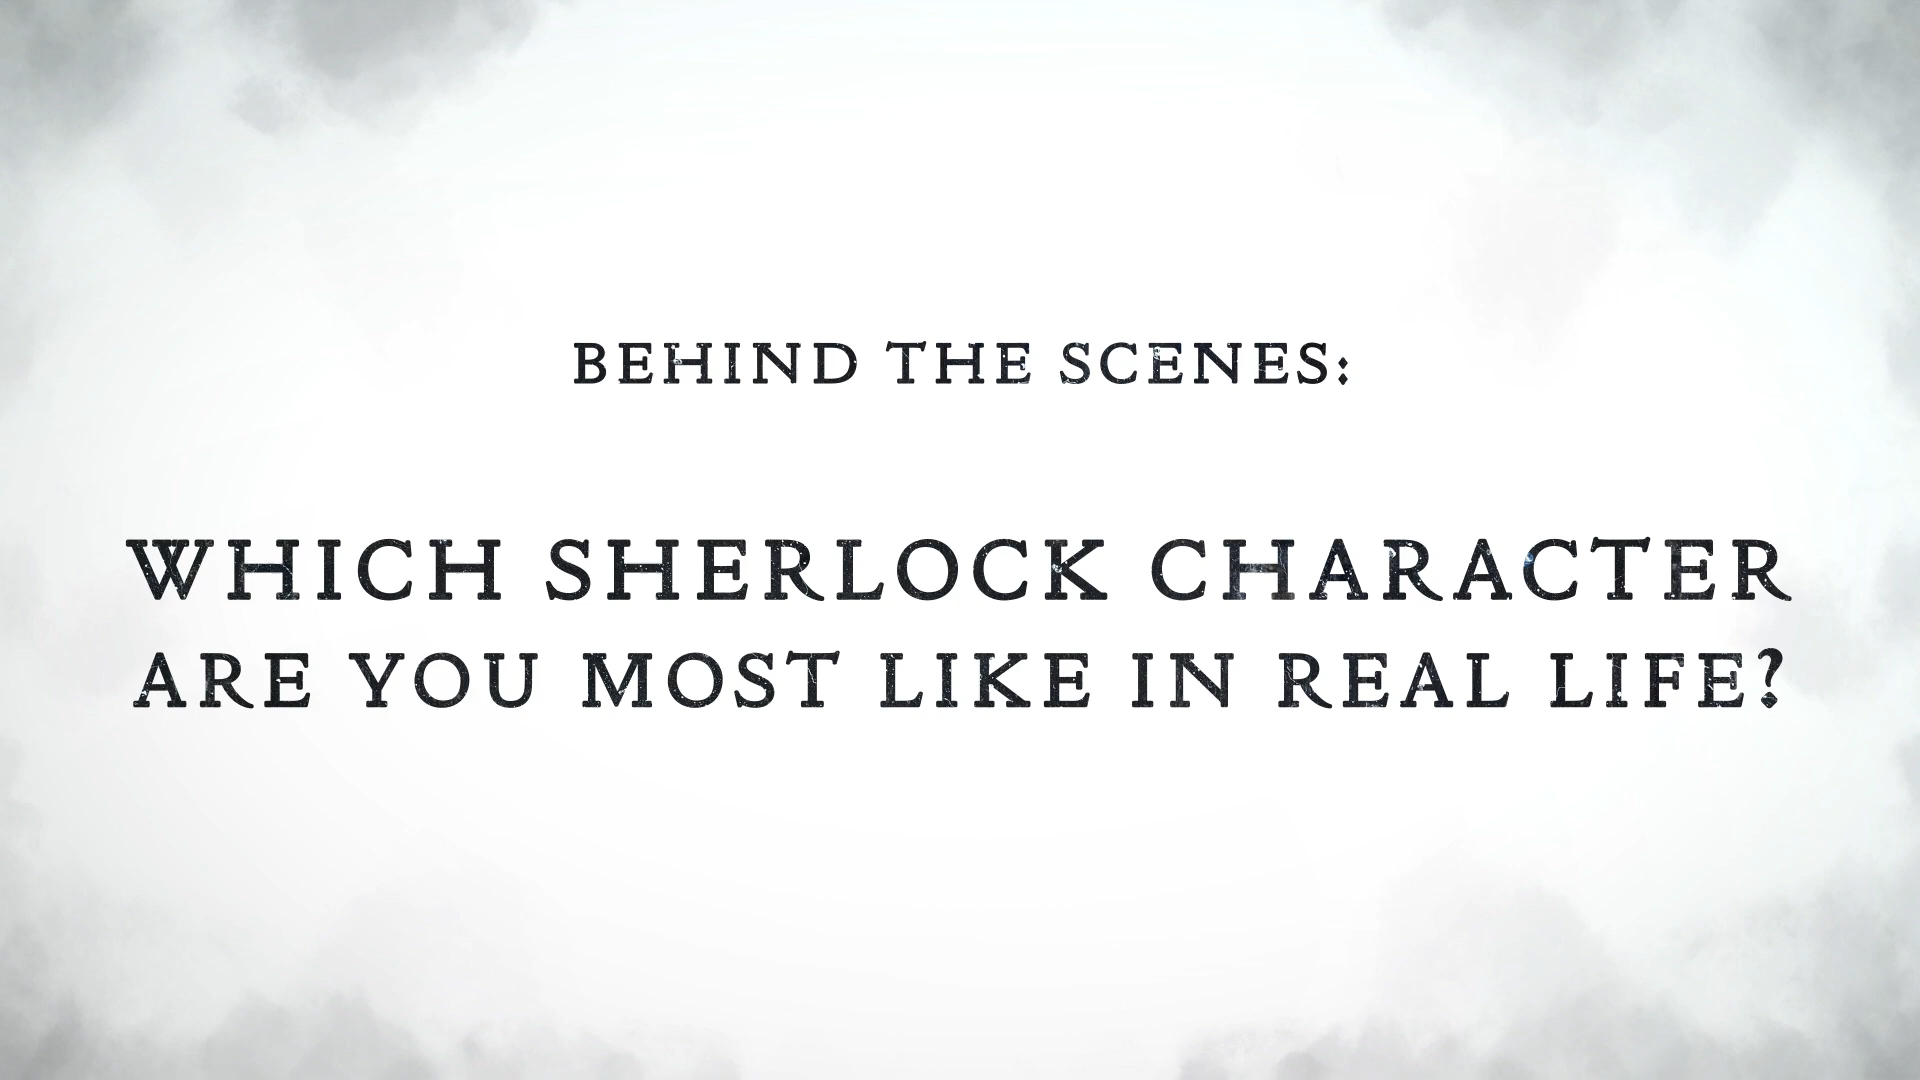 BEHIND THE SCENES:
WHICH SHERLOCK CHARACTER
ARE YOU MOST LIKE IN REAL LIFE?